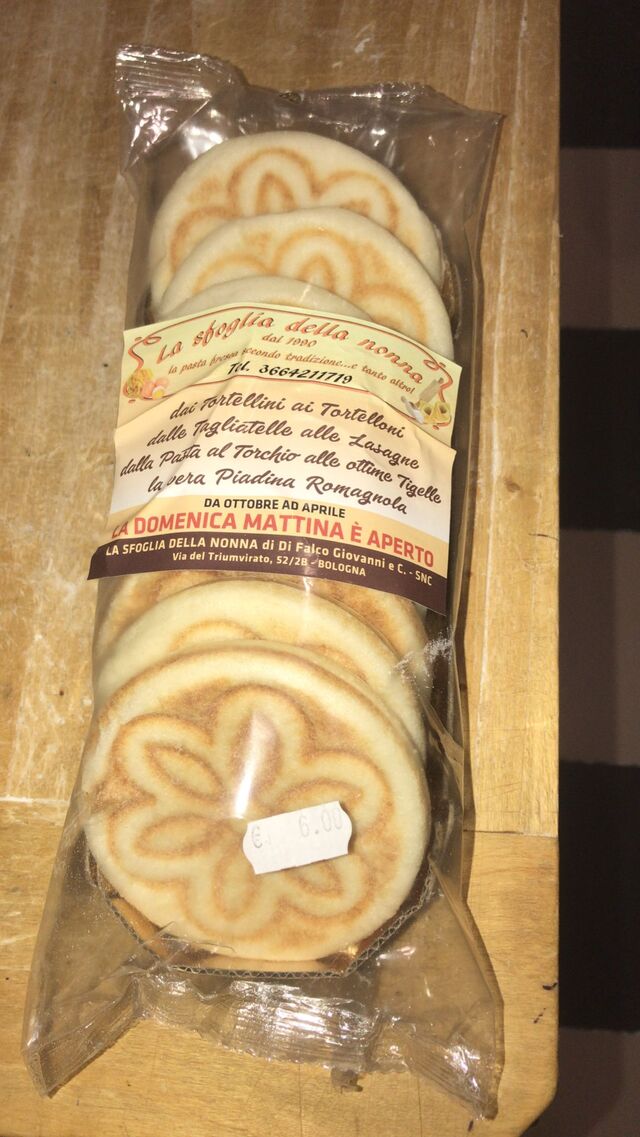 La sfoglia della nonna
dal 1990
la pasta fresca secondo tradizione...e tanto altro!
Tel. 3664211719
dai Tortellini ai Tortelloni
dalle Tagliatelle alle Lasagne
dalla Pasta al Torchio alle ottime Tigelle
la vera Piadina Romagnola
DA OTTOBRE AD APRILE
LA DOMENICA MATTINA È APERTO
LA SFOGLIA DELLA NONNA di Di Falco Giovanni e C. - SNC
Via del Triumvirato, 52/2B - BOLOGNA
€ 6.00